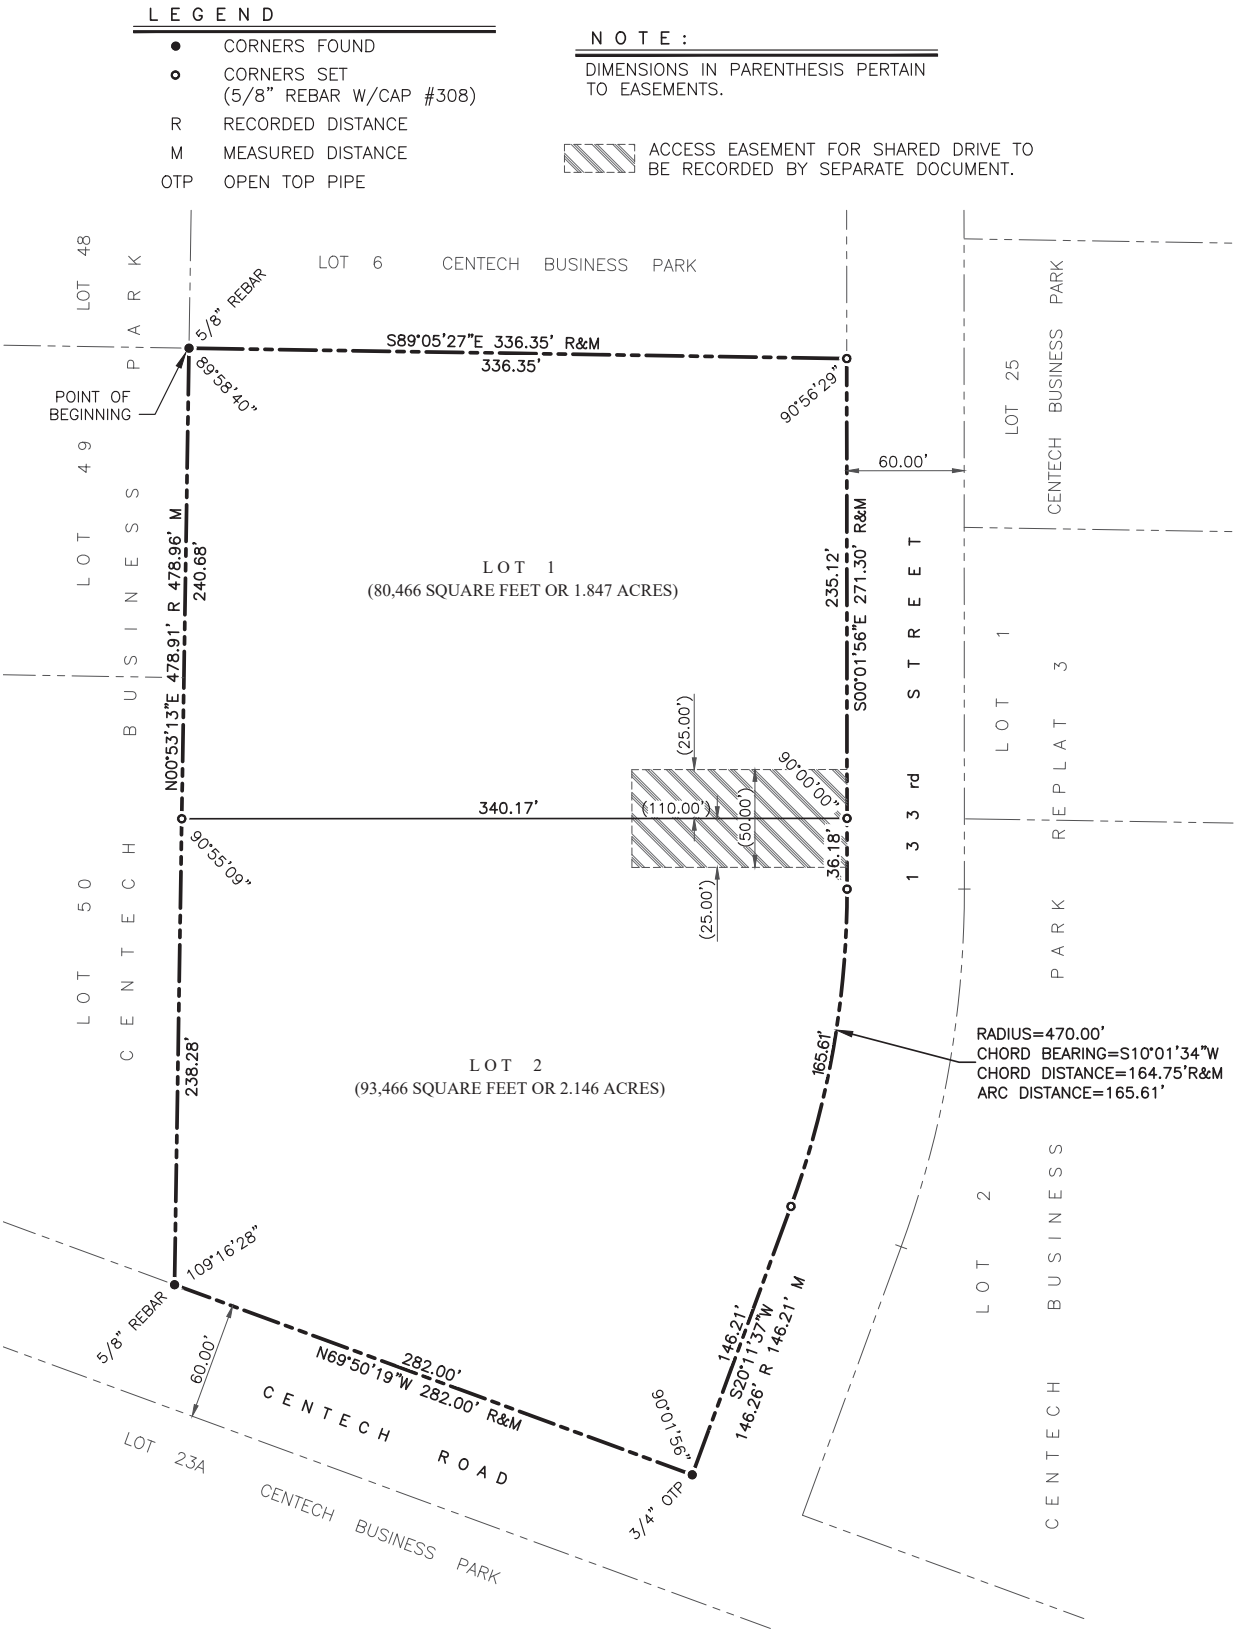 LEGEND
CORNERS FOUND
CORNERS SET
(5/8" REBAR W/CAP #308)
R RECORDED DISTANCE
M MEASURED DISTANCE
OTP OPEN TOP PIPE
NOTE:
DIMENSIONS IN PARENTHESIS PERTAIN
TO EASEMENTS.
ACCESS EASEMENT FOR SHARED DRIVE TO
BE RECORDED BY SEPARATE DOCUMENT.
LOT 48
LOT 6 CENTECH BUSINESS PARK
5/8" REBAR
S89°05'27"E 336.35' R&M
336.35'
89°58'40"
90°56'29"
POINT OF
BEGINNING
LOT 49
LOT 50
CENTECH BUSINESS PARK
LOT 25
CENTECH BUSINESS PARK
60.00'
N00°53'13"E 478.91' R 478.96' M
240.68'
LOT 1
(80,466 SQUARE FEET OR 1.847 ACRES)
235.12'
S00°01'56"E 271.30' R&M
133rd STREET
LOT 1
(25.00')
90°00'00"
340.17'
(110.00')
(50.00')
36.18'
(25.00')
90°55'09"
238.28'
LOT 2
(93,466 SQUARE FEET OR 2.146 ACRES)
165.61'
RADIUS=470.00'
CHORD BEARING=S10°01'34"W
CHORD DISTANCE=164.75'R&M
ARC DISTANCE=165.61'
LOT 2
CENTECH BUSINESS PARK REPLAT 3
109°16'28"
5/8" REBAR
60.00'
282.00'
N69°50'19"W 282.00' R&M
CENTECH ROAD
146.21'
S20°11'37"W
146.26' R 146.21' M
90°01'56"
3/4" OTP
LOT 23A CENTECH BUSINESS PARK